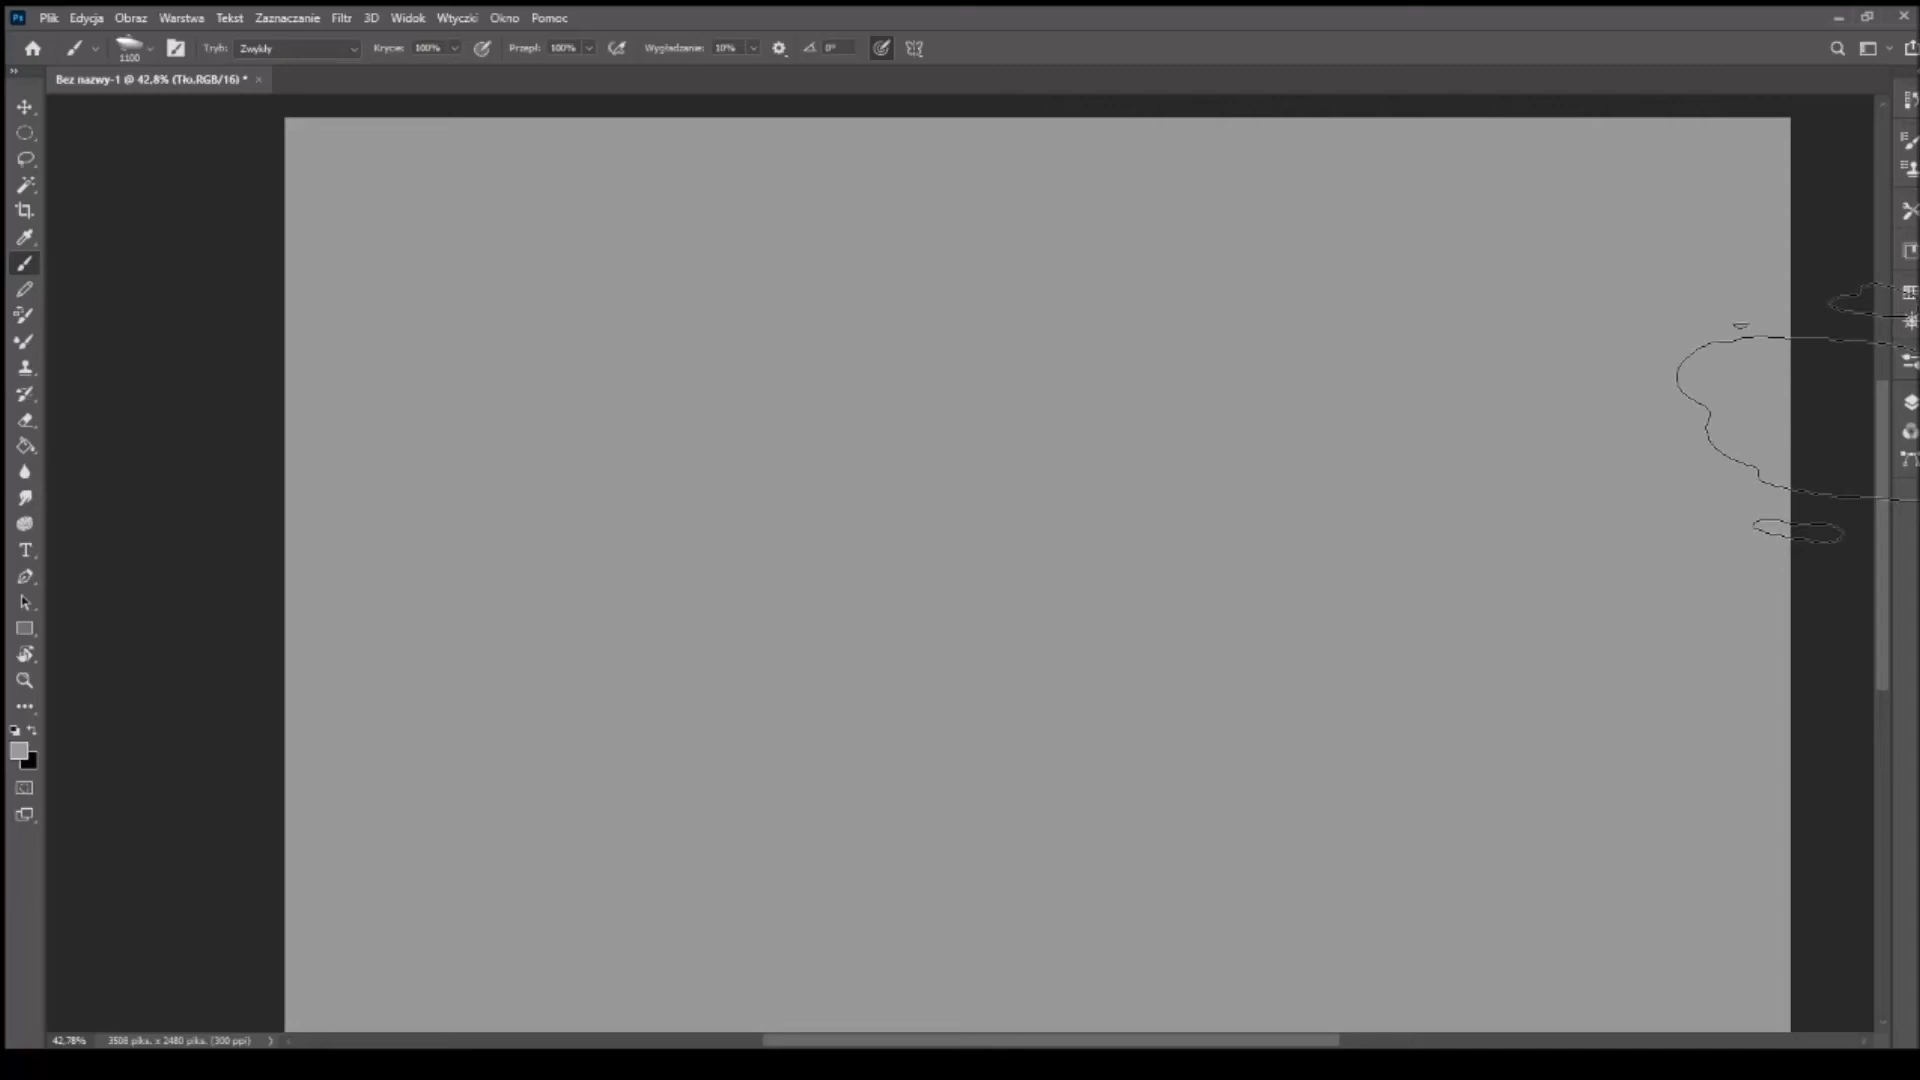 Ps Plik Edycja Obraz Warstwa Tekst Zaznaczanie Filtr 3D Widok Wtyczki Okno Pomoc
1100 Tryb: Zwykły Krycie: 100% Przepł: 100% Wygładzanie: 10% 0°
Bez nazwy-1 @ 42,8% (Tło,RGB/16) *
42,78% 3508 piks. x 2480 piks. (300 ppi)